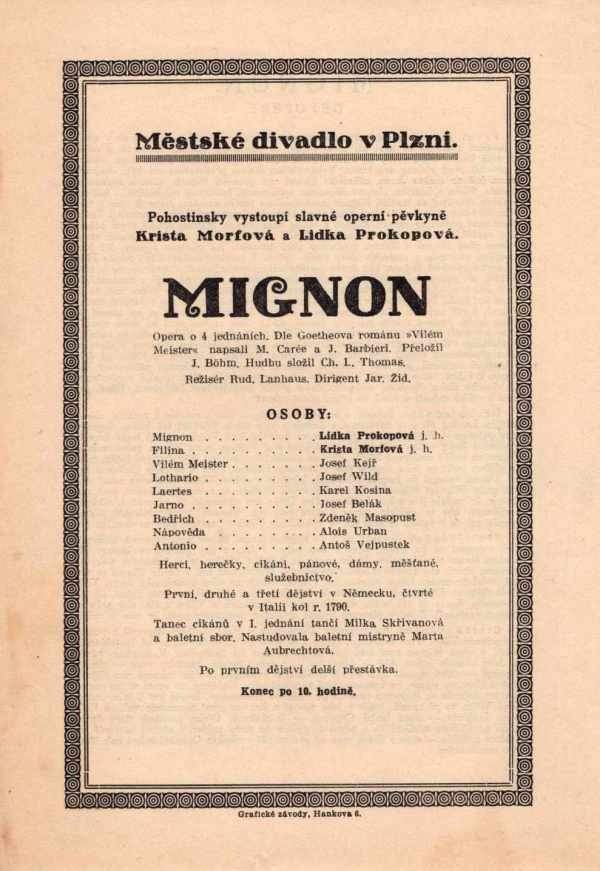 Městské divadlo v Plzni.
Pohostinsky vystoupí slavné operní pěvkyně
Krista Morfová a Lidka Prokopová.
MIGNON
Opera o 4 jednáních. Dle Goetheova románu »Vilém
Meister« napsali M. Carée a J. Barbieri. Přeložil
J. Böhm. Hudbu složil Ch. L. Thomas.
Režisér Rud. Lanhaus. Dirigent Jar. Žid.
OSOBY:
Mignon . . . . . . . . . Lidka Prokopová j. h.
Filina . . . . . . . . . . Krista Morfová j. h.
Vilém Meister . . . . . . . Josef Kejř
Lothario . . . . . . . . . Josef Wild
Laertes . . . . . . . . . Karel Kosina
Jarno . . . . . . . . . . Josef Belák
Bedřich . . . . . . . . . Zdeněk Masopust
Nápověda . . . . . . . . Alois Urban
Antonio . . . . . . . . . Antoš Vejpustek
Herci, herečky, cikáni, pánové, dámy, měšťané,
služebnictvo.
První, druhé a třetí dějství v Německu, čtvrté
v Italii kol r. 1790.
Tanec cikánů v I. jednání tančí Milka Skřivanová
a baletní sbor. Nastudovala baletní mistryně Marta
Aubrechtová.
Po prvním dějství delší přestávka.
Konec po 10. hodině.
Grafické závody, Hankova 6.